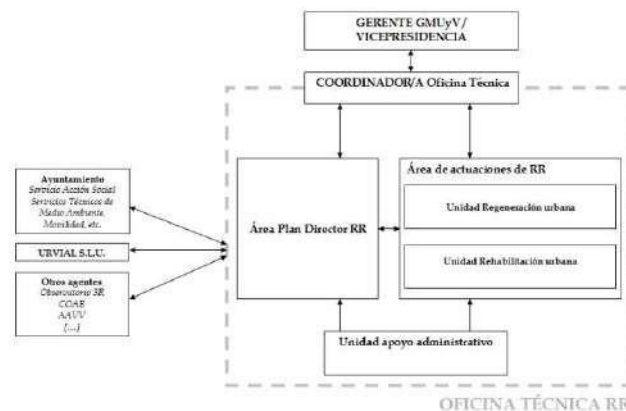 GERENTE GMUyV /
VICEPRESIDENCIA
COORDINADOR/A Oficina Técnica
Área de actuaciones de RR
Unidad Regeneración urbana
Área Plan Director RR
Unidad Rehabilitación urbana
Unidad apoyo administrativo
Ayuntamiento
Servicio Acción Social
Servicios Técnicos de
Medio Ambiente,
Movilidad, etc.
URVIAL S.L.U.
Otros agentes
Observatorio 3R
COAB
AAVV
[...]
OFICINA TÉCNICA RR